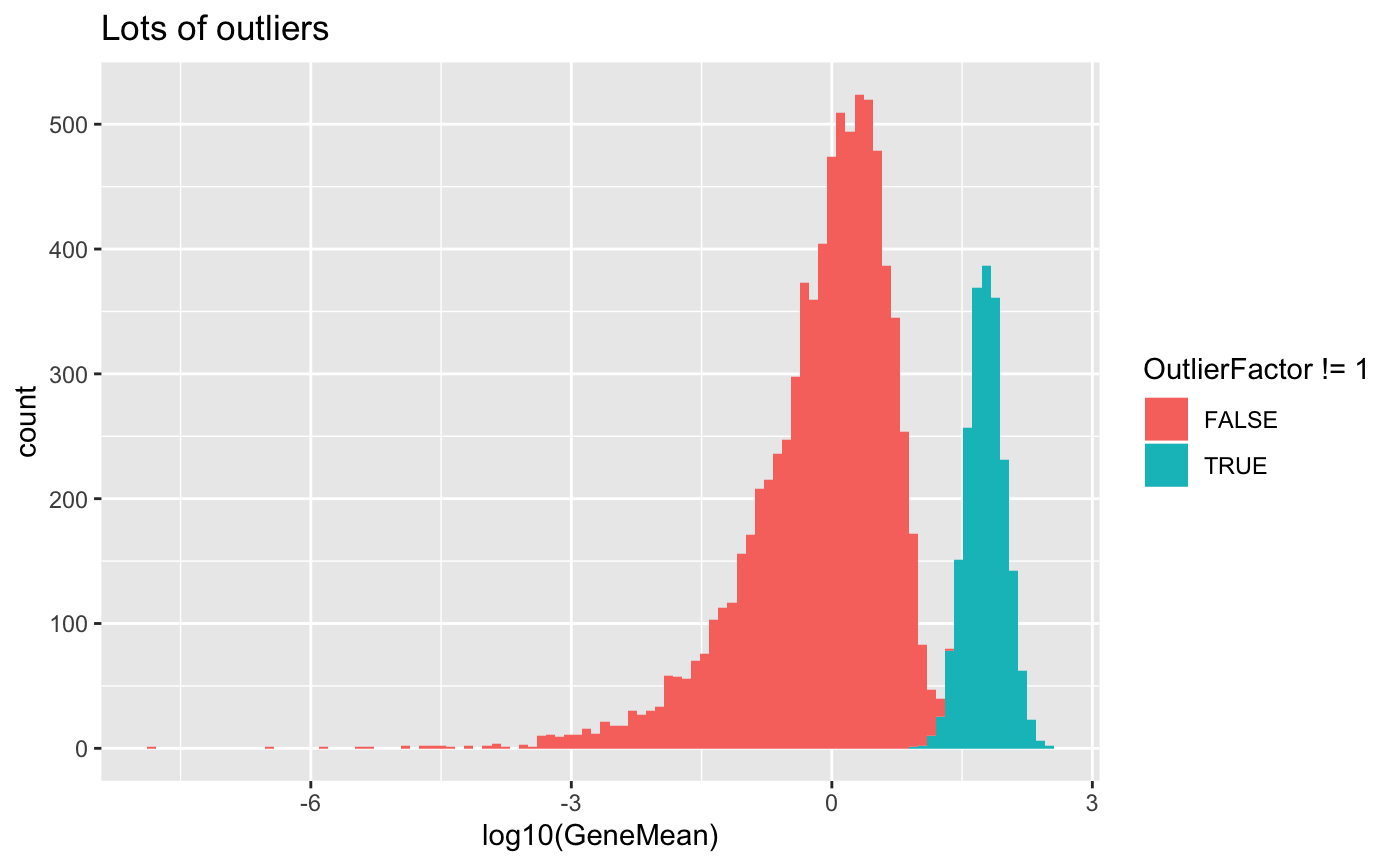 Lots of outliers
500
400
300
200
100
0
count
-6
-3
0
3
log10(GeneMean)
OutlierFactor != 1
FALSE
TRUE